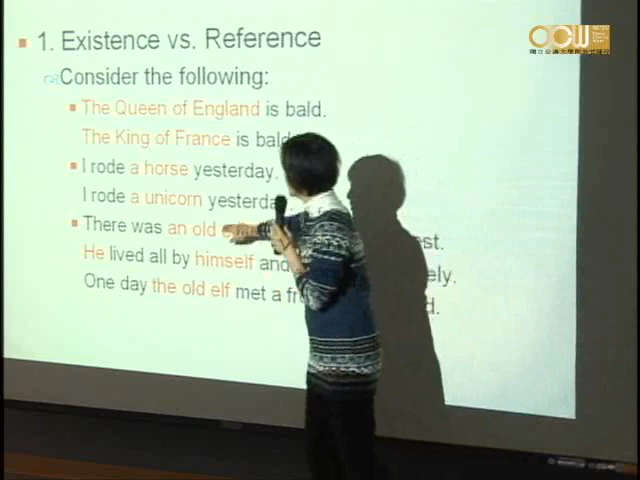 1. Existence vs. Reference
Consider the following:
The Queen of England is bald.
The King of France is bald
I rode a horse yesterday.
I rode a unicorn yesterda
There was an old
He lived all by himself and
One day the old elf met a
OCW